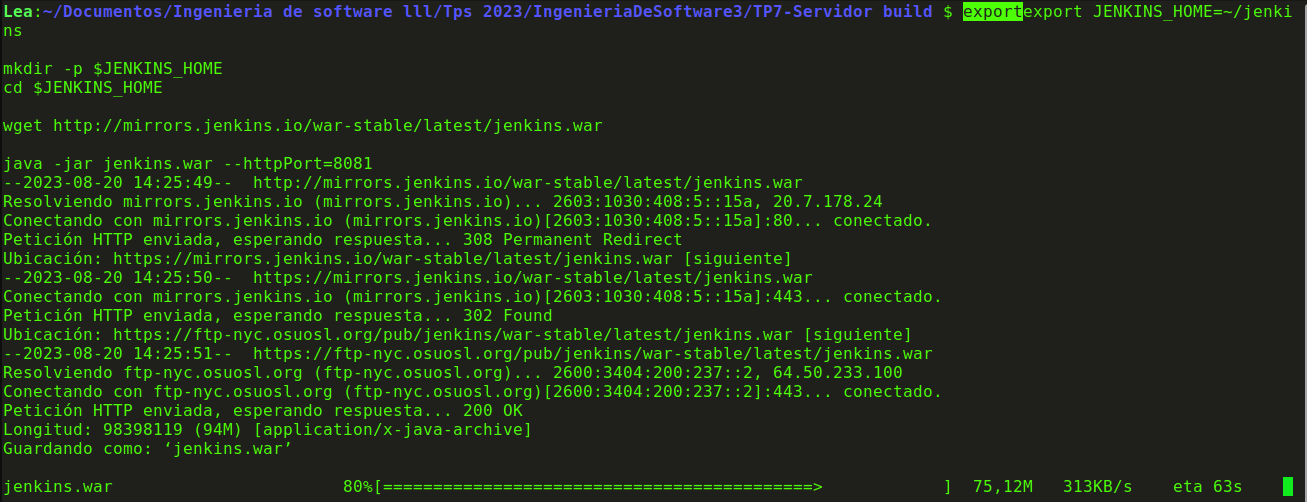 Lea:~/Documentos/Ingenieria de software lll/Tps 2023/IngenieriaDeSoftware3/TP7-Servidor build $ exportexport JENKINS_HOME=~/jenki
ns
mkdir -p $JENKINS_HOME
cd $JENKINS_HOME
wget http://mirrors.jenkins.io/war-stable/latest/jenkins.war
java -jar jenkins.war --httpPort=8081
--2023-08-20 14:25:49--  http://mirrors.jenkins.io/war-stable/latest/jenkins.war
Resolviendo mirrors.jenkins.io (mirrors.jenkins.io)... 2603:1030:408:5::15a, 20.7.178.24
Conectando con mirrors.jenkins.io (mirrors.jenkins.io)[2603:1030:408:5::15a]:80... conectado.
Petición HTTP enviada, esperando respuesta... 308 Permanent Redirect
Ubicación: https://mirrors.jenkins.io/war-stable/latest/jenkins.war [siguiente]
--2023-08-20 14:25:50--  https://mirrors.jenkins.io/war-stable/latest/jenkins.war
Conectando con mirrors.jenkins.io (mirrors.jenkins.io)[2603:1030:408:5::15a]:443... conectado.
Petición HTTP enviada, esperando respuesta... 302 Found
Ubicación: https://ftp-nyc.osuosl.org/pub/jenkins/war-stable/latest/jenkins.war [siguiente]
--2023-08-20 14:25:51--  https://ftp-nyc.osuosl.org/pub/jenkins/war-stable/latest/jenkins.war
Resolviendo ftp-nyc.osuosl.org (ftp-nyc.osuosl.org)... 2600:3404:200:237::2, 64.50.233.100
Conectando con ftp-nyc.osuosl.org (ftp-nyc.osuosl.org)[2600:3404:200:237::2]:443... conectado.
Petición HTTP enviada, esperando respuesta... 200 OK
Longitud: 98398119 (94M) [application/x-java-archive]
Guardando como: ‘jenkins.war’
jenkins.war                       80%[===========================================>            ]  75,12M   313KB/s    eta 63s